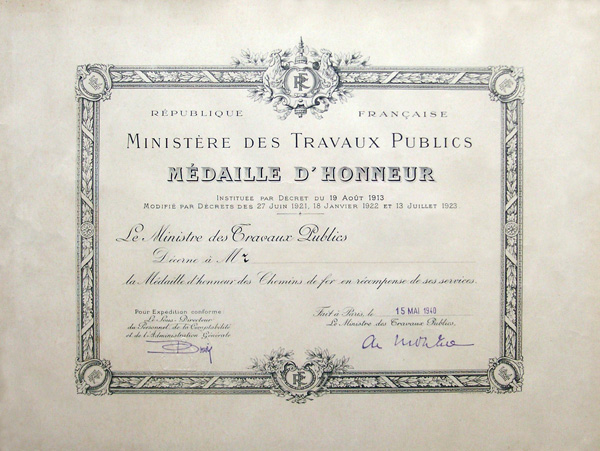 RF
RÉPUBLIQUE FRANÇAISE
MINISTÈRE DES TRAVAUX PUBLICS
MÉDAILLE D'HONNEUR
INSTITUÉE PAR DÉCRET DU 19 AOÛT 1913
MODIFIÉ PAR DÉCRETS DES 27 JUIN 1921, 18 JANVIER 1922 ET 13 JUILLET 1923
Le Ministre des Travaux Publics
Décerne à Mr
la Médaille d'honneur des Chemins de fer en récompense de ses services.
Pour Expédition conforme
Le Sous-Directeur
du Personnel, de la Comptabilité
et de l'Administration Générale
Fait à Paris, le 15 MAI 1940
Le Ministre des Travaux Publics,
RF